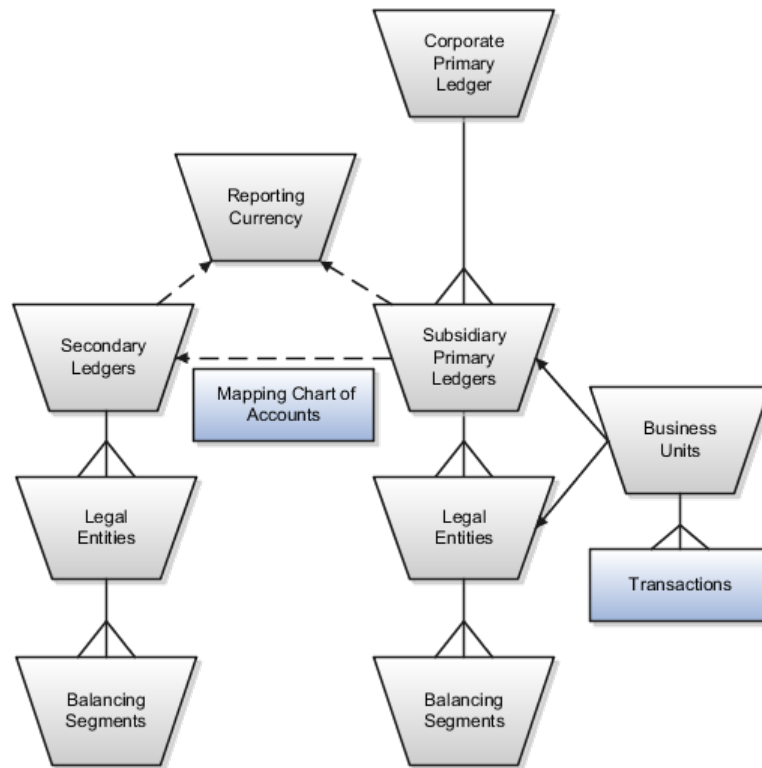 Corporate
Primary
Ledger
Reporting
Currency
Secondary
Ledgers
Subsidiary
Primary
Ledgers
Mapping Chart of
Accounts
Business
Units
Legal
Entities
Legal
Entities
Transactions
Balancing
Segments
Balancing
Segments